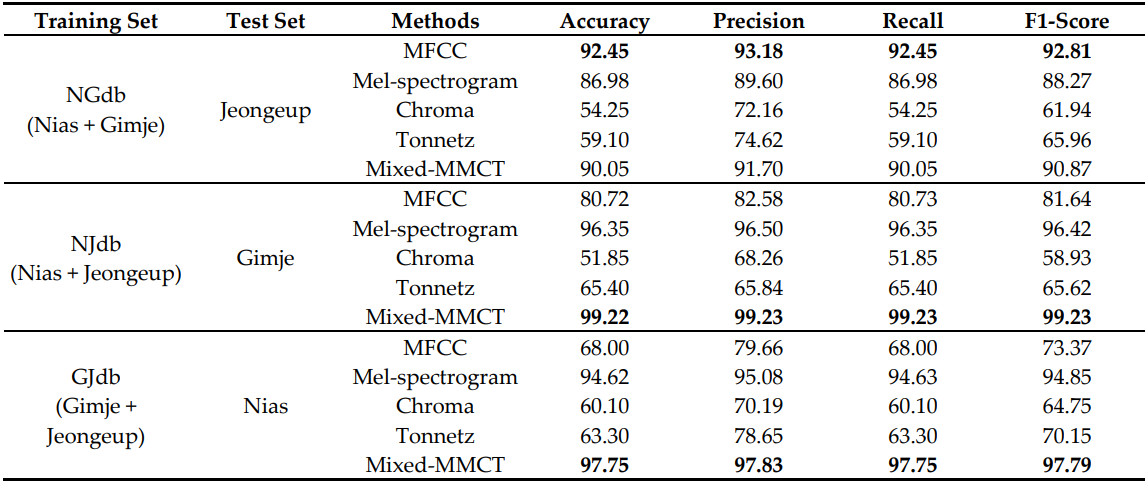 Training Set Test Set Methods Accuracy Precision Recall F1-Score
NGdb
(Nias + Gimje)
Jeongeup
MFCC 92.45 93.18 92.45 92.81
Mel-spectrogram 86.98 89.60 86.98 88.27
Chroma 54.25 72.16 54.25 61.94
Tonnetz 59.10 74.62 59.10 65.96
Mixed-MMCT 90.05 91.70 90.05 90.87
NJdb
(Nias + Jeongeup)
Gimje
MFCC 80.72 82.58 80.73 81.64
Mel-spectrogram 96.35 96.50 96.35 96.42
Chroma 51.85 68.26 51.85 58.93
Tonnetz 65.40 65.84 65.40 65.62
Mixed-MMCT 99.22 99.23 99.23 99.23
GJdb
(Gimje +
Jeongeup)
Nias
MFCC 68.00 79.66 68.00 73.37
Mel-spectrogram 94.62 95.08 94.63 94.85
Chroma 60.10 70.19 60.10 64.75
Tonnetz 63.30 78.65 63.30 70.15
Mixed-MMCT 97.75 97.83 97.75 97.79